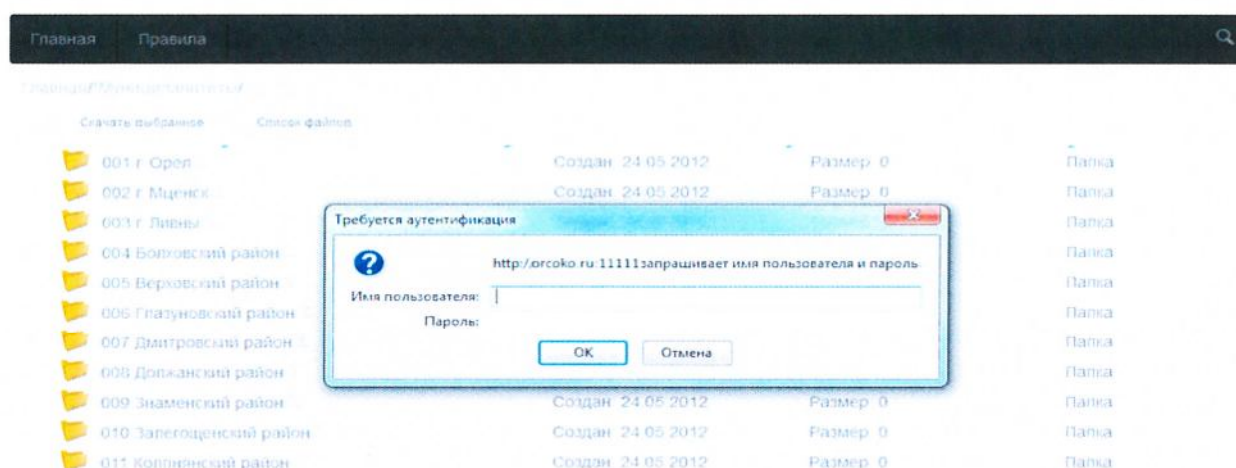 Главная Правила
Скачать выбранное Список файлов
001 г Орел Создан 24 05 2012 Размер 0 Папка
002 г Мценск Создан 24 05 2012 Размер 0 Папка
003 г Ливны Папка
004 Болховский район Папка
005 Верховский район Папка
006 Глазуновский район Папка
007 Дмитровский район Папка
008 Должанский район Папка
009 Знаменский район Создан 24 05 2012 Размер 0 Папка
010 Залегощенский район Создан 24 05 2012 Размер 0 Папка
011 Колпнянский район Создан 24 05 2012 Размер 0 Папка
Требуется аутентификация
http:/orcoko ru:11111запрашивает имя пользователя и пароль
Имя пользователя:
Пароль:
OK Отмена